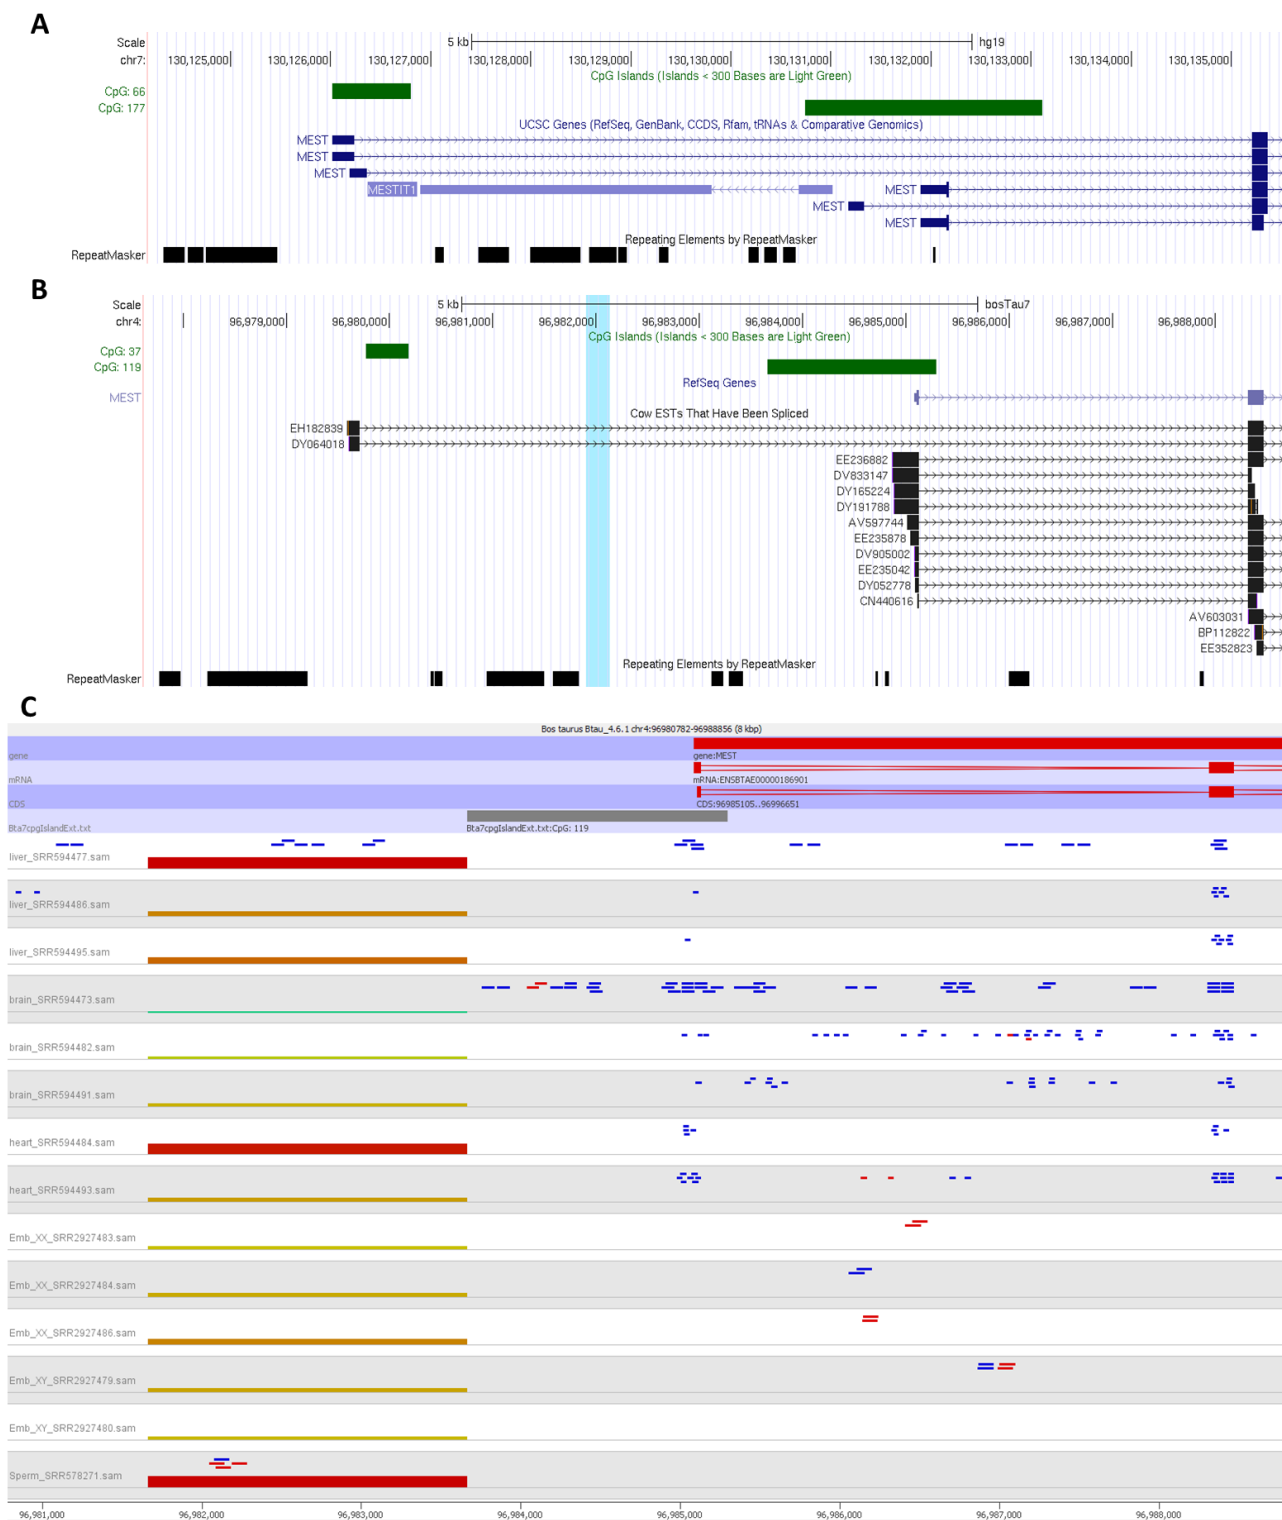 A
Scale 5 kb hg19
chr7: 130,125,000 130,126,000 130,127,000 130,128,000 130,129,000 130,130,000 130,131,000 130,132,000 130,133,000 130,134,000 130,135,000
CpG Islands (Islands < 300 Bases are Light Green)
CpG: 66
CpG: 177
UCSC Genes (RefSeq, GenBank, CCDS, Rfam, tRNAs & Comparative Genomics)
MEST
MEST
MEST
MESTIT1 MEST
MEST
MEST
Repeating Elements by RepeatMasker
RepeatMasker
B
Scale 5 kb bosTau7
chr4: 96,979,000 96,980,000 96,981,000 96,982,000 96,983,000 96,984,000 96,985,000 96,986,000 96,987,000 96,988,000
CpG Islands (Islands < 300 Bases are Light Green)
CpG: 37
CpG: 119
RefSeq Genes
MEST
Cow ESTs That Have Been Spliced
EH182839
DY064018
EE236882
DV833147
DY165224
DY191788
AV597744
EE235878
DV905002
EE235042
DY052778
CN440616
AV603031
BP112822
EE352823
Repeating Elements by RepeatMasker
RepeatMasker
C
Bos taurus Btau_4.6.1 chr4:96980782-96988856 (8 kbp)
gene gene:MEST
mRNA mRNA:ENSBTAE00000186901
CDS CDS:96985105..96996651
Bta7cpgIslandExt.txt Bta7cpgIslandExt.txt:CpG: 119
liver_SRR594477.sam
liver_SRR594486.sam
liver_SRR594495.sam
brain_SRR594473.sam
brain_SRR594482.sam
brain_SRR594491.sam
heart_SRR594484.sam
heart_SRR594493.sam
Emb_XX_SRR2927483.sam
Emb_XX_SRR2927484.sam
Emb_XX_SRR2927486.sam
Emb_XY_SRR2927479.sam
Emb_XY_SRR2927480.sam
Sperm_SRR578271.sam
96,981,000 96,982,000 96,983,000 96,984,000 96,985,000 96,986,000 96,987,000 96,988,000